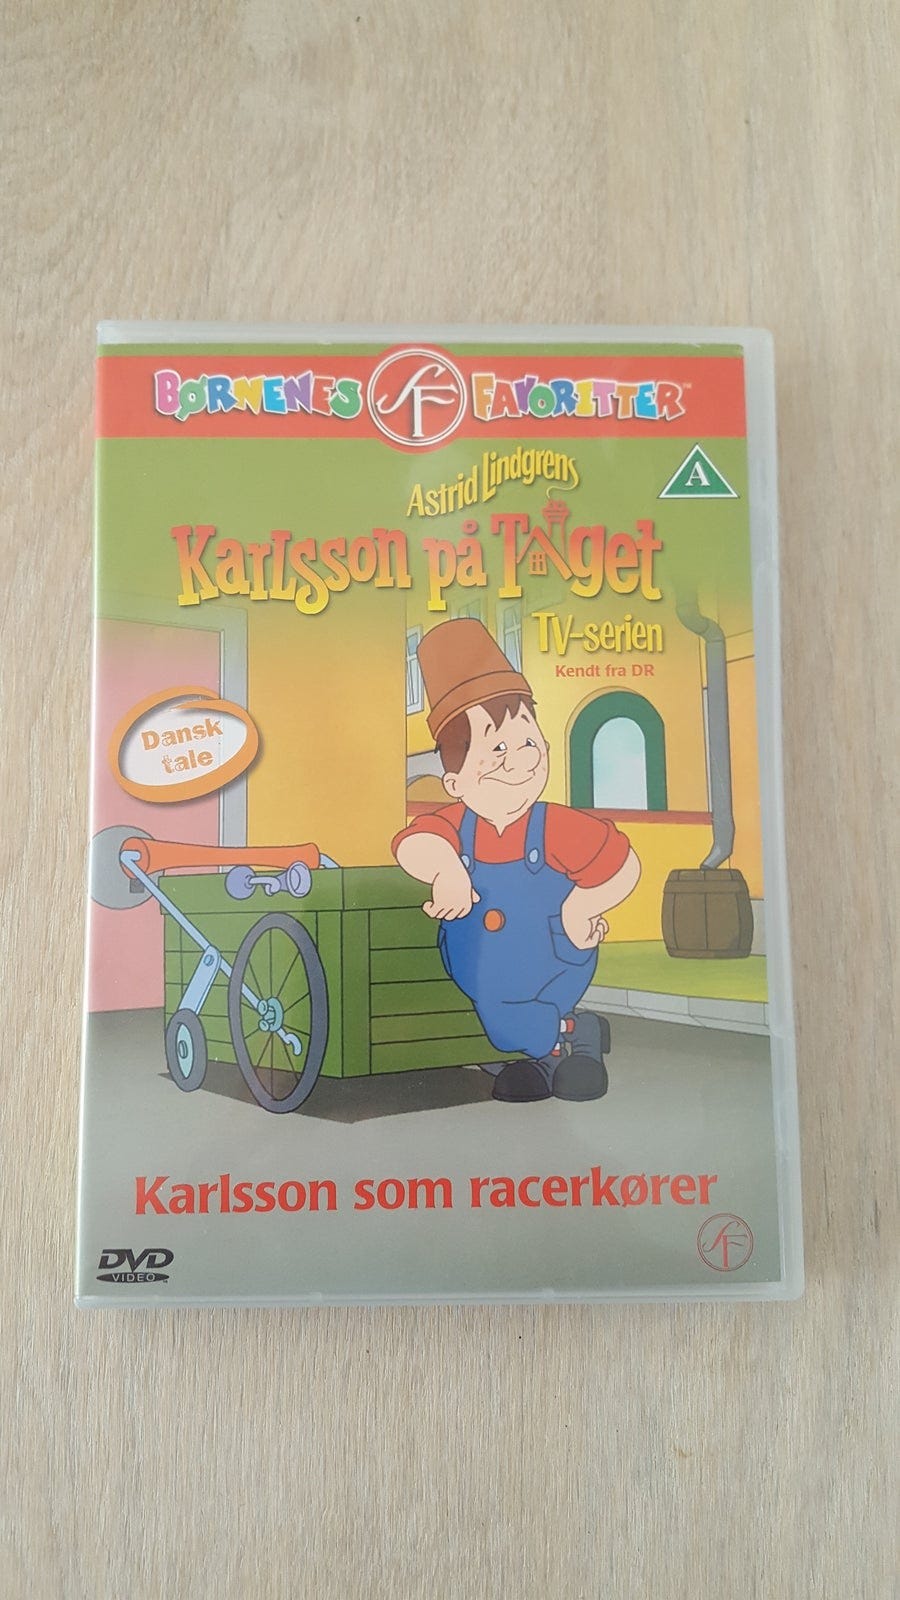 BØRNENES SF FAVORITTER™
Astrid Lindgrens
A
Karlsson på Taget
TV-serien
Kendt fra DR
Dansk
tale
Karlsson som racerkører
SF
DVD
VIDEO